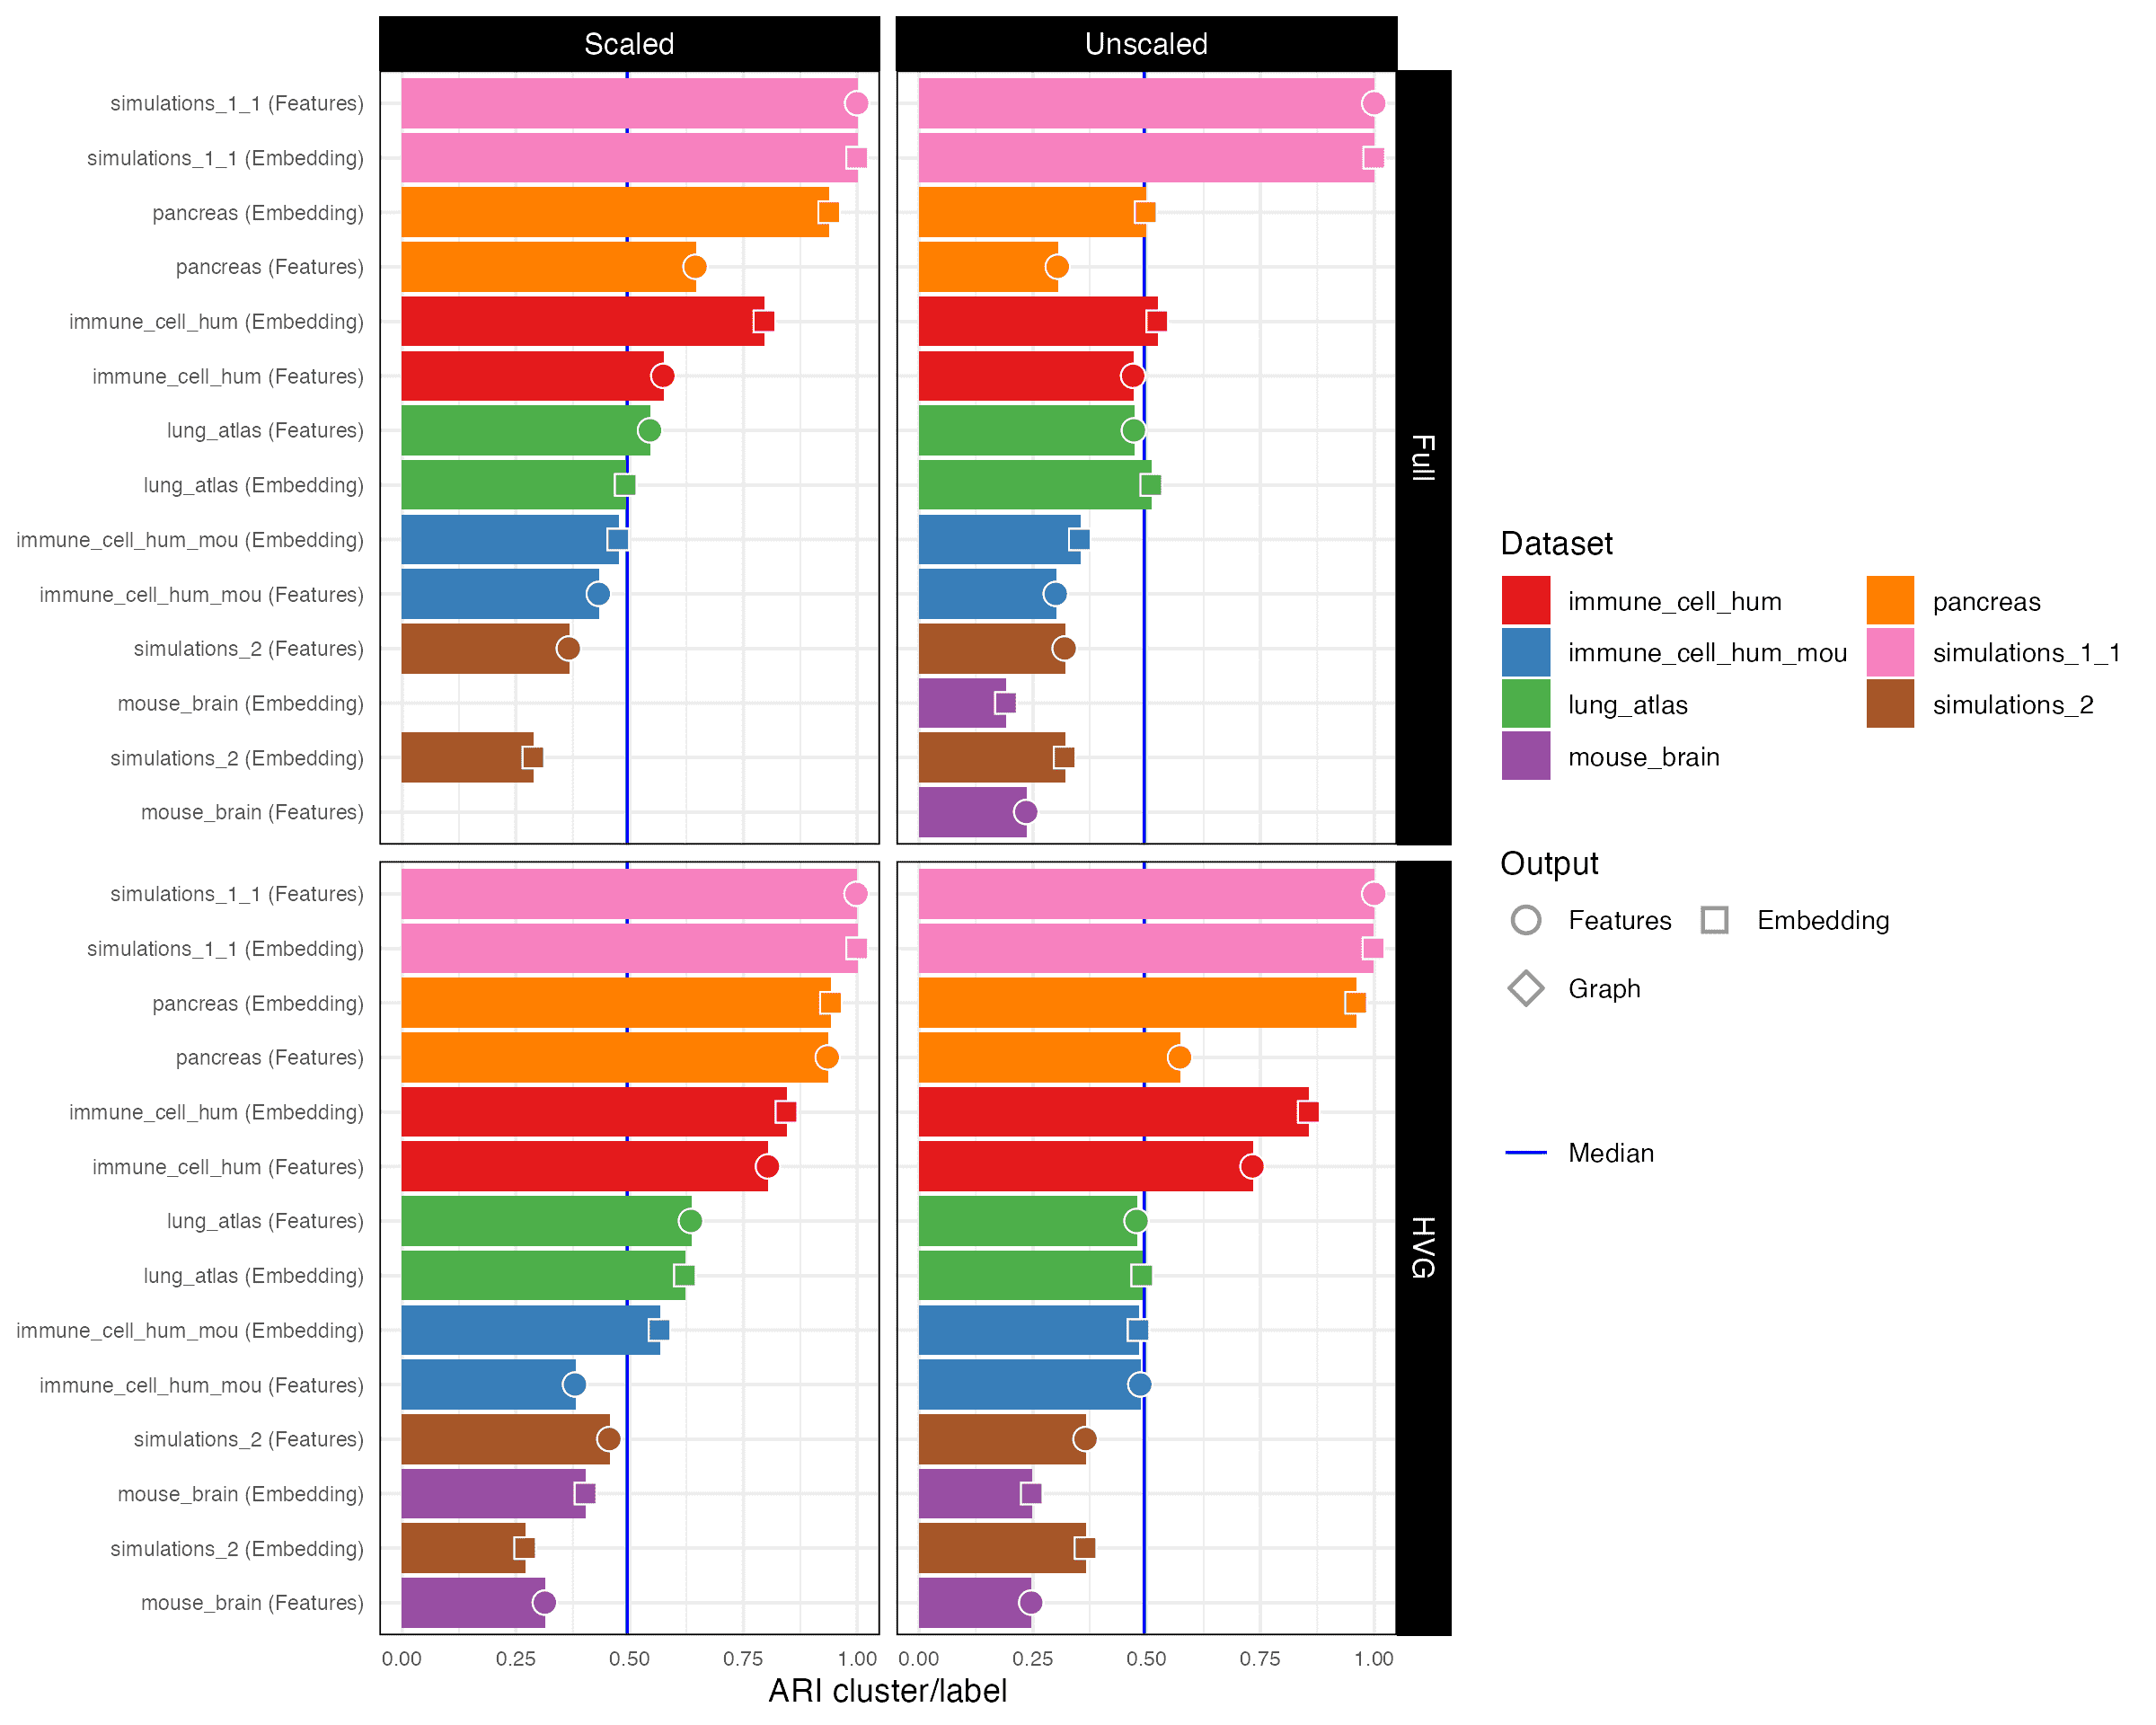 Scaled
Unscaled
simulations_1_1 (Features)
simulations_1_1 (Embedding)
pancreas (Embedding)
pancreas (Features)
immune_cell_hum (Embedding)
immune_cell_hum (Features)
lung_atlas (Features)
lung_atlas (Embedding)
immune_cell_hum_mou (Embedding)
immune_cell_hum_mou (Features)
simulations_2 (Features)
mouse_brain (Embedding)
simulations_2 (Embedding)
mouse_brain (Features)
Full
simulations_1_1 (Features)
simulations_1_1 (Embedding)
pancreas (Embedding)
pancreas (Features)
immune_cell_hum (Embedding)
immune_cell_hum (Features)
lung_atlas (Features)
lung_atlas (Embedding)
immune_cell_hum_mou (Embedding)
immune_cell_hum_mou (Features)
simulations_2 (Features)
mouse_brain (Embedding)
simulations_2 (Embedding)
mouse_brain (Features)
HVG
0.00 0.25 0.50 0.75 1.00
0.00 0.25 0.50 0.75 1.00
ARI cluster/label
Dataset
immune_cell_hum
immune_cell_hum_mou
lung_atlas
mouse_brain
pancreas
simulations_1_1
simulations_2
Output
Features
Embedding
Graph
Median